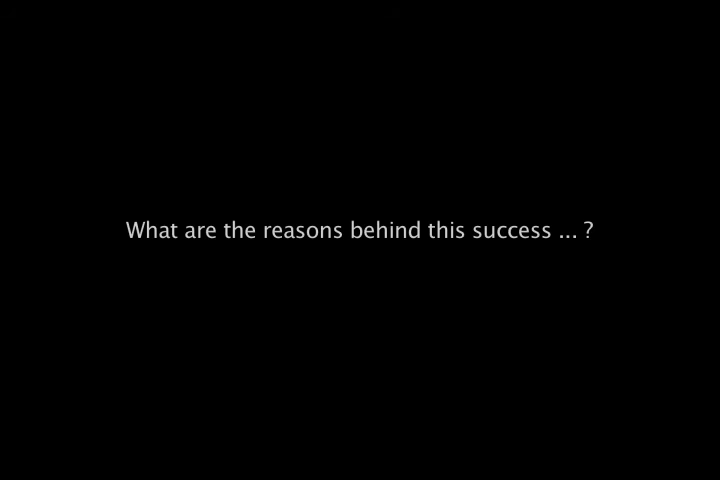 What are the reasons behind this success ... ?